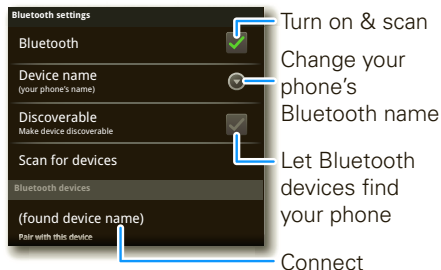 Bluetooth settings
Bluetooth
Device name
(your phone's name)
Discoverable
Make device discoverable
Scan for devices
Bluetooth devices
(found device name)
Pair with this device
Turn on & scan
Change your
phone's
Bluetooth name
Let Bluetooth
devices find
your phone
Connect